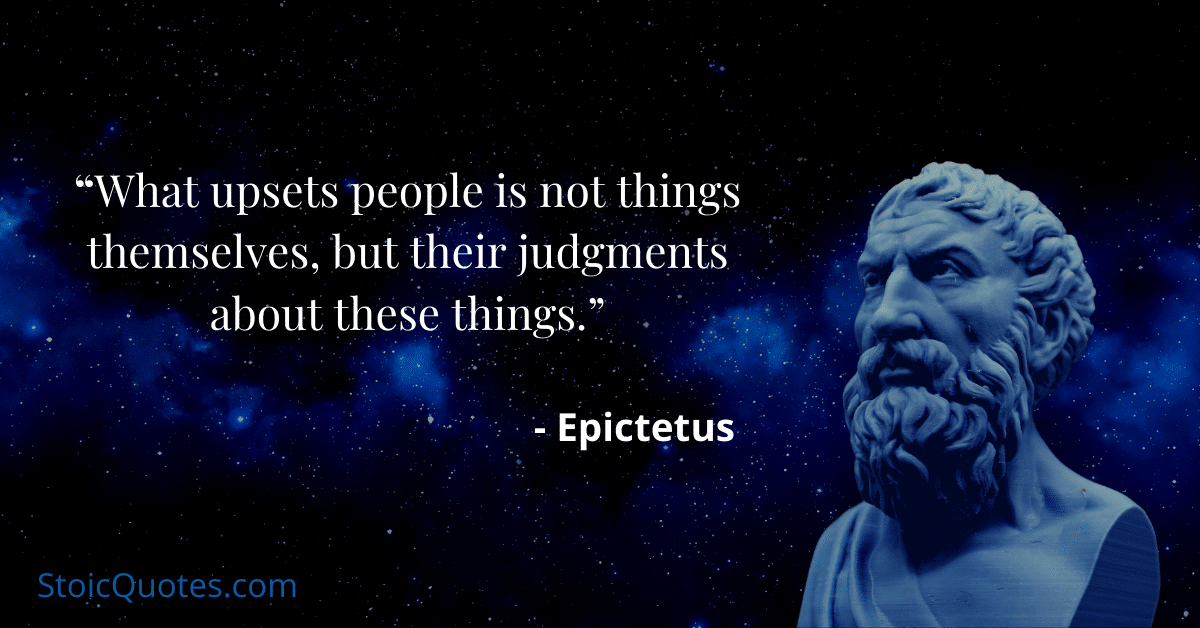 “What upsets people is not things
themselves, but their judgments
about these things.”
- Epictetus
StoicQuotes.com